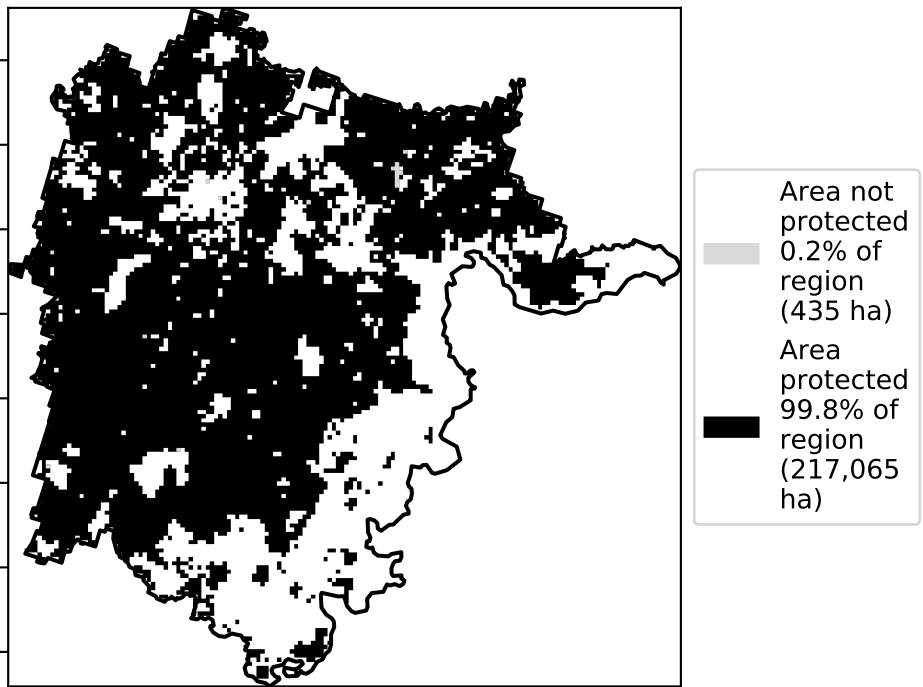 Area not
protected
0.2% of
region
(435 ha)
Area
protected
99.8% of
region
(217,065
ha)